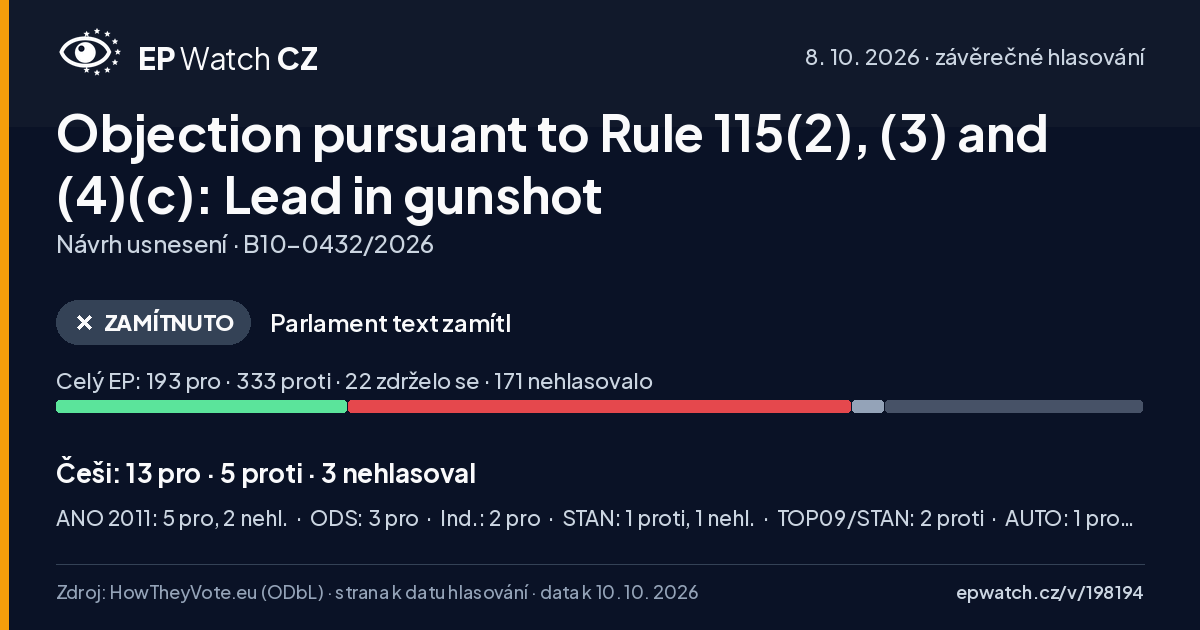 EP Watch CZ
8. 10. 2026 · závěrečné hlasování
Objection pursuant to Rule 115(2), (3) and
(4)(c): Lead in gunshot
Návrh usnesení · B10–0432/2026
✕ ZAMÍTNUTO
Parlament text zamítl
Celý EP: 193 pro · 333 proti · 22 zdrželo se · 171 nehlasovalo
Češi: 13 pro · 5 proti · 3 nehlasoval
ANO 2011: 5 pro, 2 nehl. · ODS: 3 pro · Ind.: 2 pro · STAN: 1 proti, 1 nehl. · TOP09/STAN: 2 proti · AUTO: 1 pro…
Zdroj: HowTheyVote.eu (ODbL) · strana k datu hlasování · data k 10. 10. 2026
epwatch.cz/v/198194